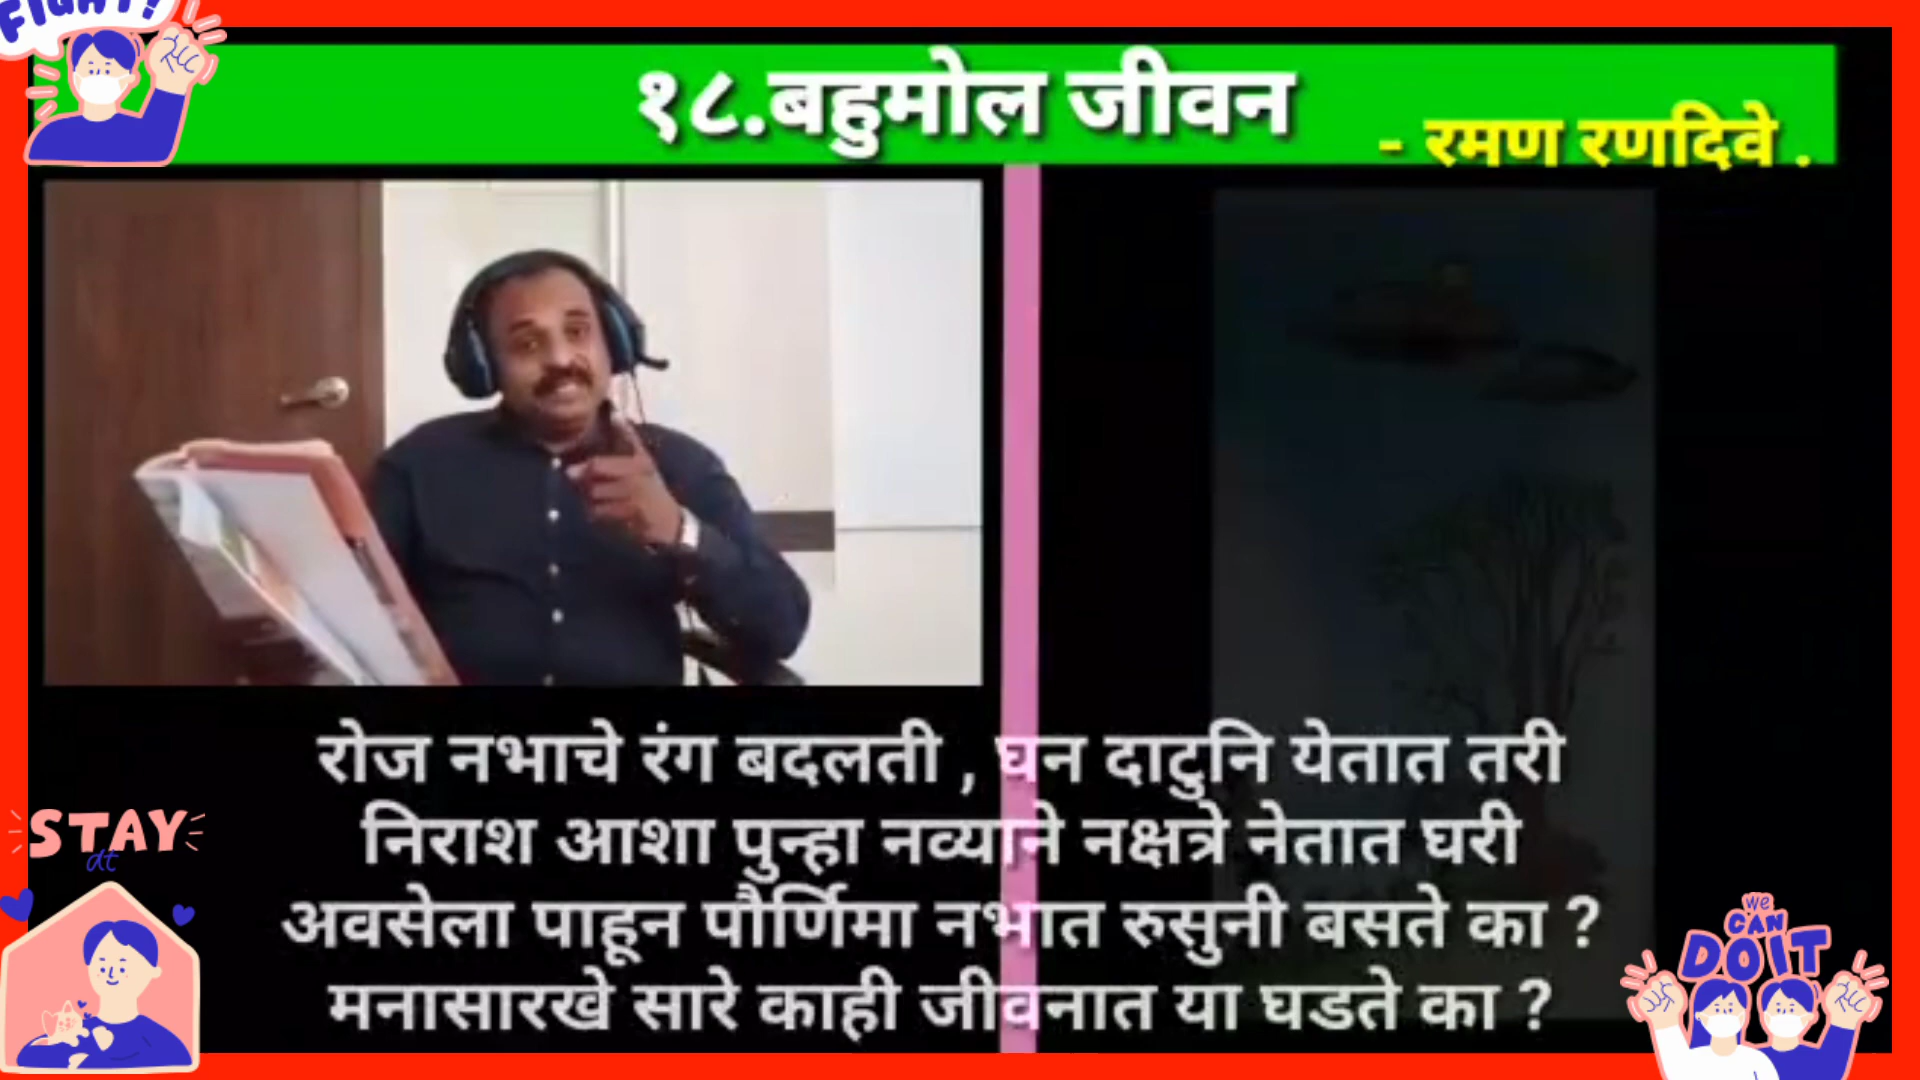 FIGHT!
१८.बहुमोल जीवन
- रमण रणदिवे .
रोज नभाचे रंग बदलती , घन दाटुनि येतात तरी
निराश आशा पुन्हा नव्याने नक्षत्रे नेतात घरी
अवसेला पाहून पौर्णिमा नभात रुसुनी बसते का ?
मनासारखे सारे काही जीवनात या घडते का ?
STAY
at
WE
CAN
DO IT